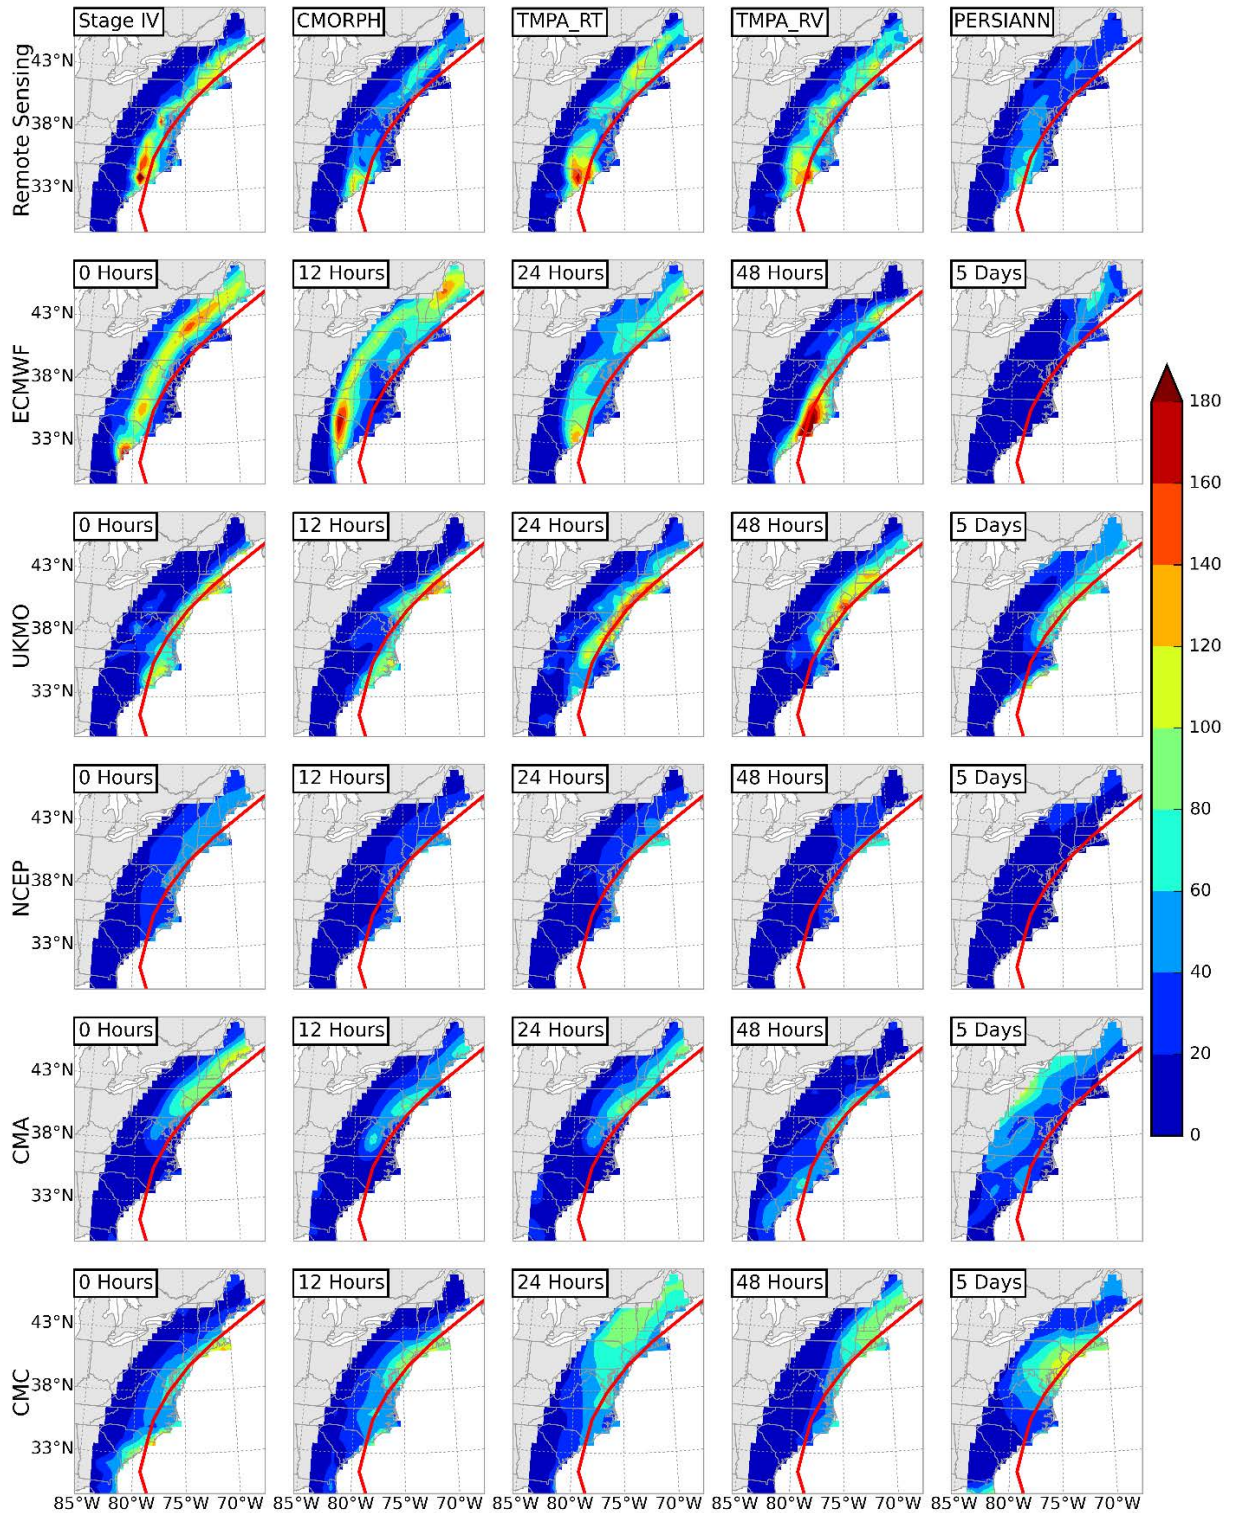 Stage IV CMORPH TMPA_RT TMPA_RV PERSIANN
Remote Sensing
43°N
38°N
33°N
0 Hours 12 Hours 24 Hours 48 Hours 5 Days
ECMWF
43°N
38°N
33°N
0 Hours 12 Hours 24 Hours 48 Hours 5 Days
UKMO
43°N
38°N
33°N
0 Hours 12 Hours 24 Hours 48 Hours 5 Days
NCEP
43°N
38°N
33°N
0 Hours 12 Hours 24 Hours 48 Hours 5 Days
CMA
43°N
38°N
33°N
0 Hours 12 Hours 24 Hours 48 Hours 5 Days
CMC
43°N
38°N
33°N
85°W 80°W 75°W 70°W 85°W 80°W 75°W 70°W 85°W 80°W 75°W 70°W 85°W 80°W 75°W 70°W 85°W 80°W 75°W 70°W
180
160
140
120
100
80
60
40
20
0